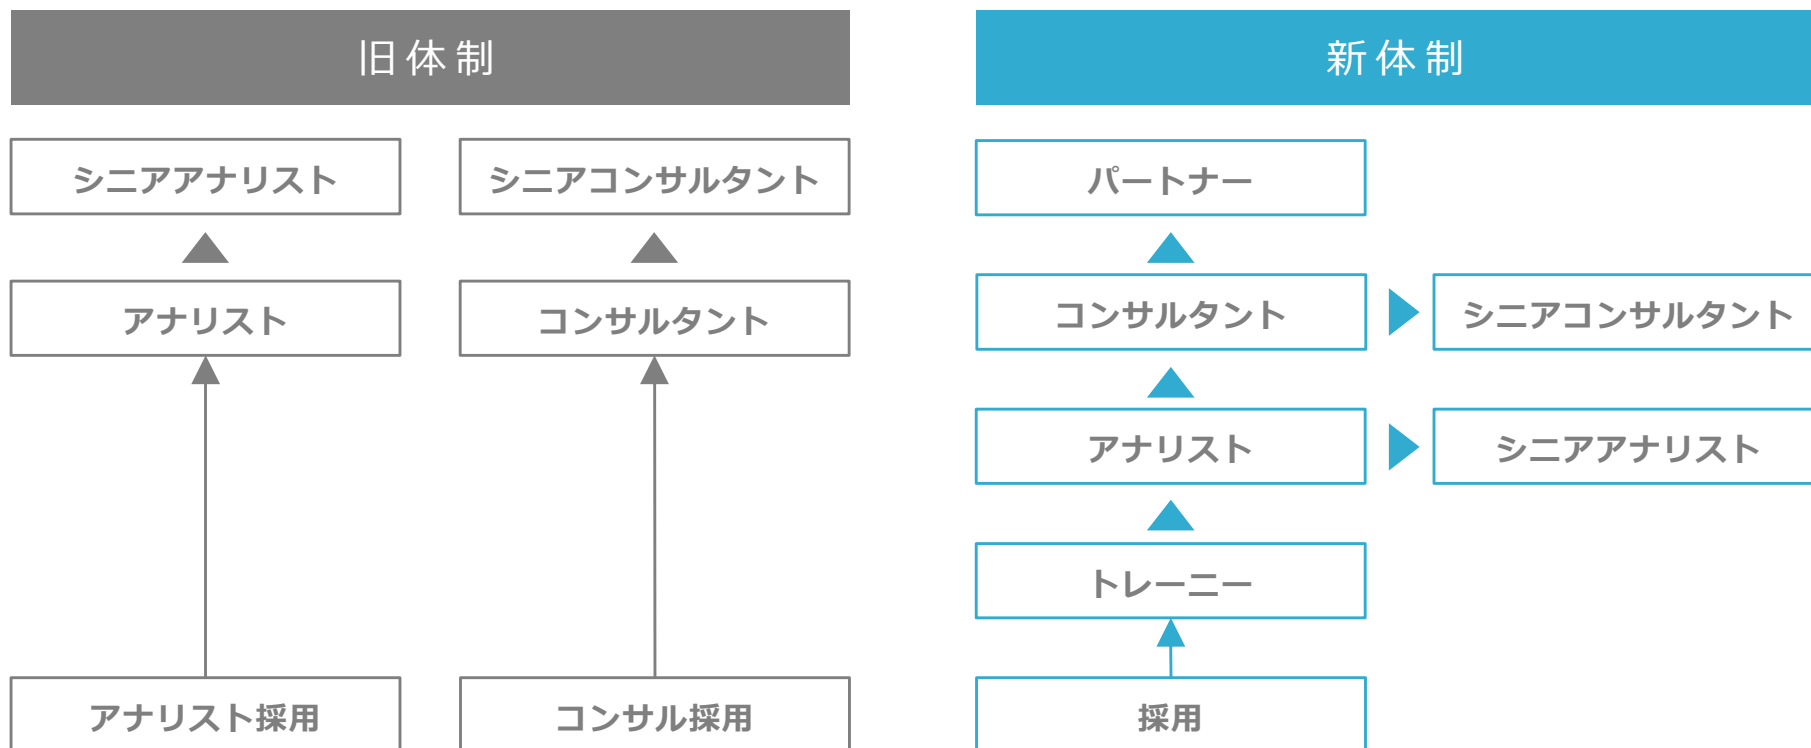 旧体制
シニアアナリスト
シニアコンサルタント
アナリスト
コンサルタント
アナリスト採用
コンサル採用
新体制
パートナー
コンサルタント
シニアコンサルタント
アナリスト
シニアアナリスト
トレーニー
採用